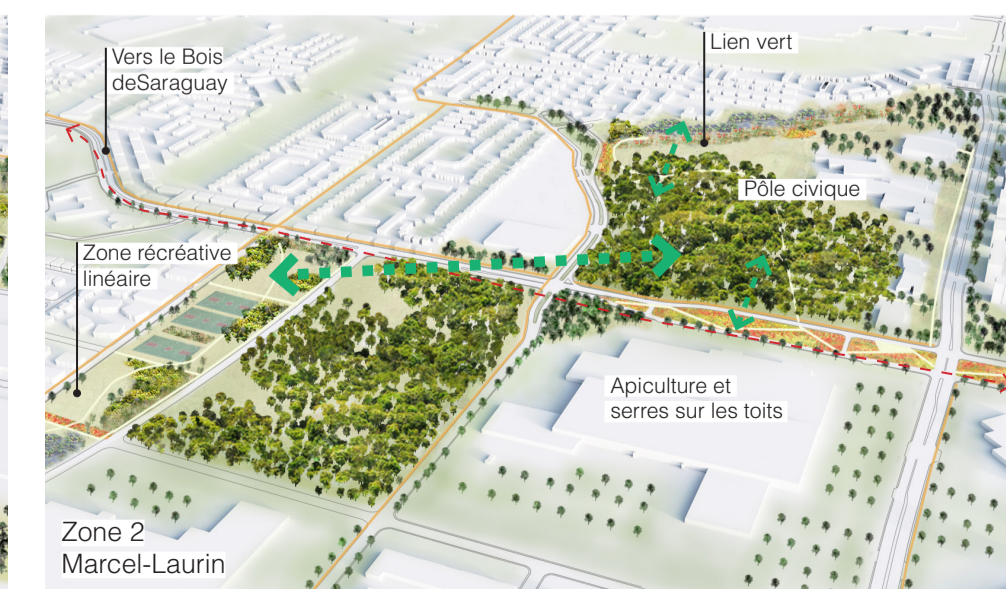 Vers le Bois
deSaraguay
Lien vert
Pôle civique
Zone récréative
linéaire
Apiculture et
serres sur les toits
Zone 2
Marcel-Laurin